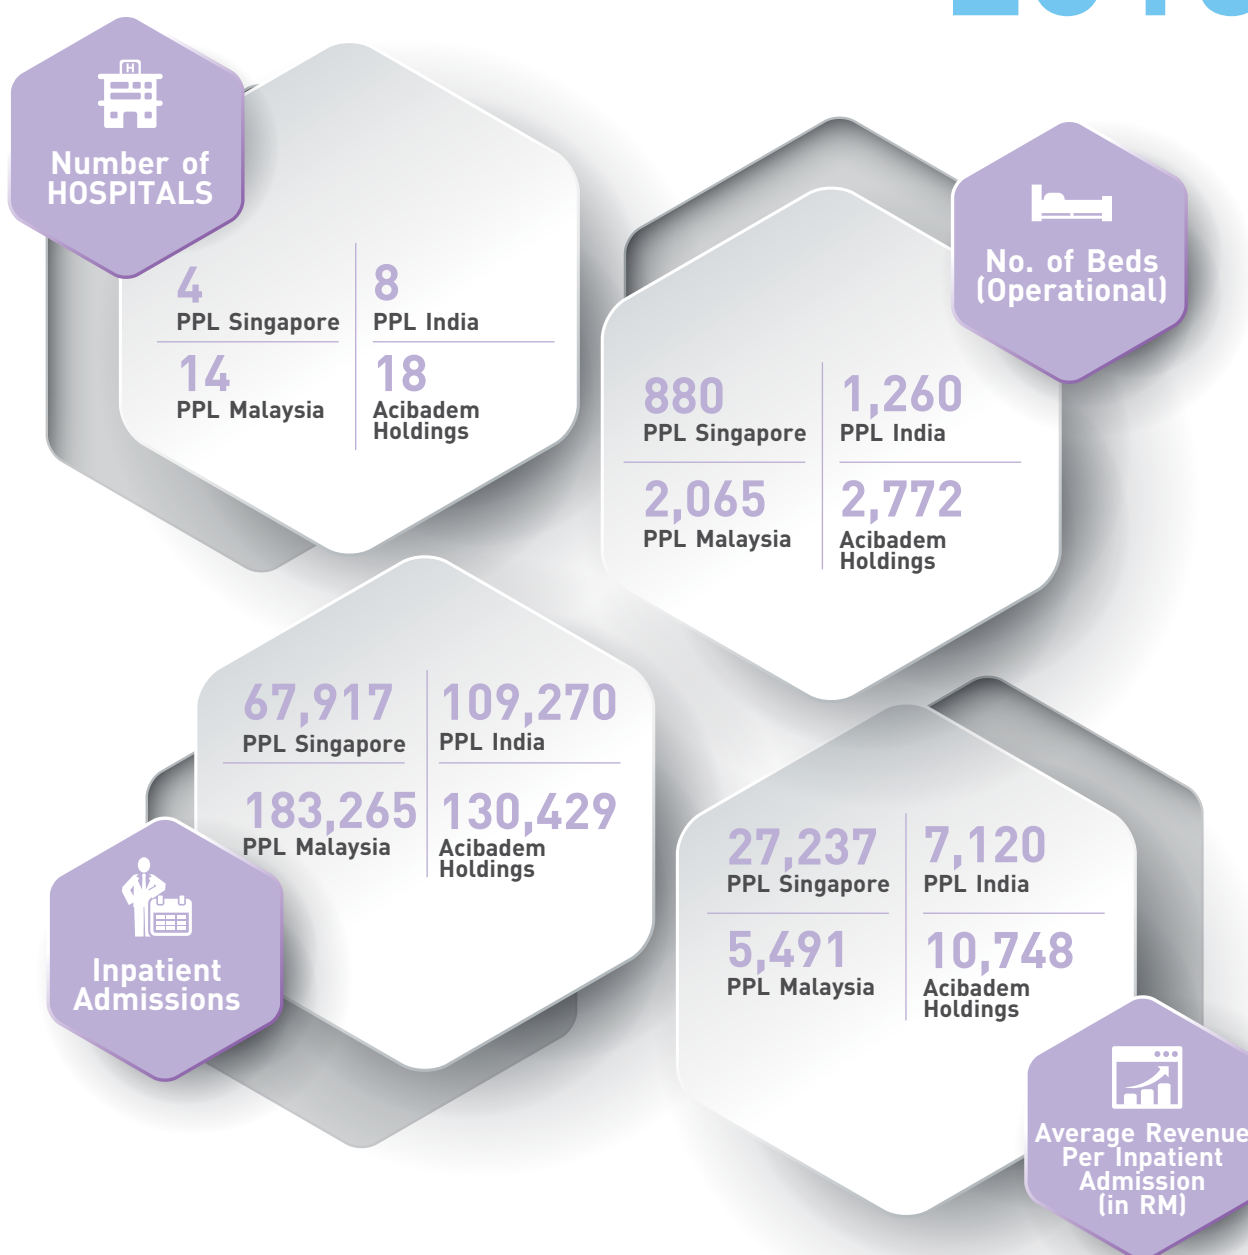 H
Number of
HOSPITALS
4
PPL Singapore
8
PPL India
14
PPL Malaysia
18
Acibadem
Holdings
No. of Beds
(Operational)
880
PPL Singapore
1,260
PPL India
2,065
PPL Malaysia
2,772
Acibadem
Holdings
67,917
PPL Singapore
109,270
PPL India
183,265
PPL Malaysia
130,429
Acibadem
Holdings
Inpatient
Admissions
27,237
PPL Singapore
7,120
PPL India
5,491
PPL Malaysia
10,748
Acibadem
Holdings
Average Revenue
Per Inpatient
Admission
(in RM)